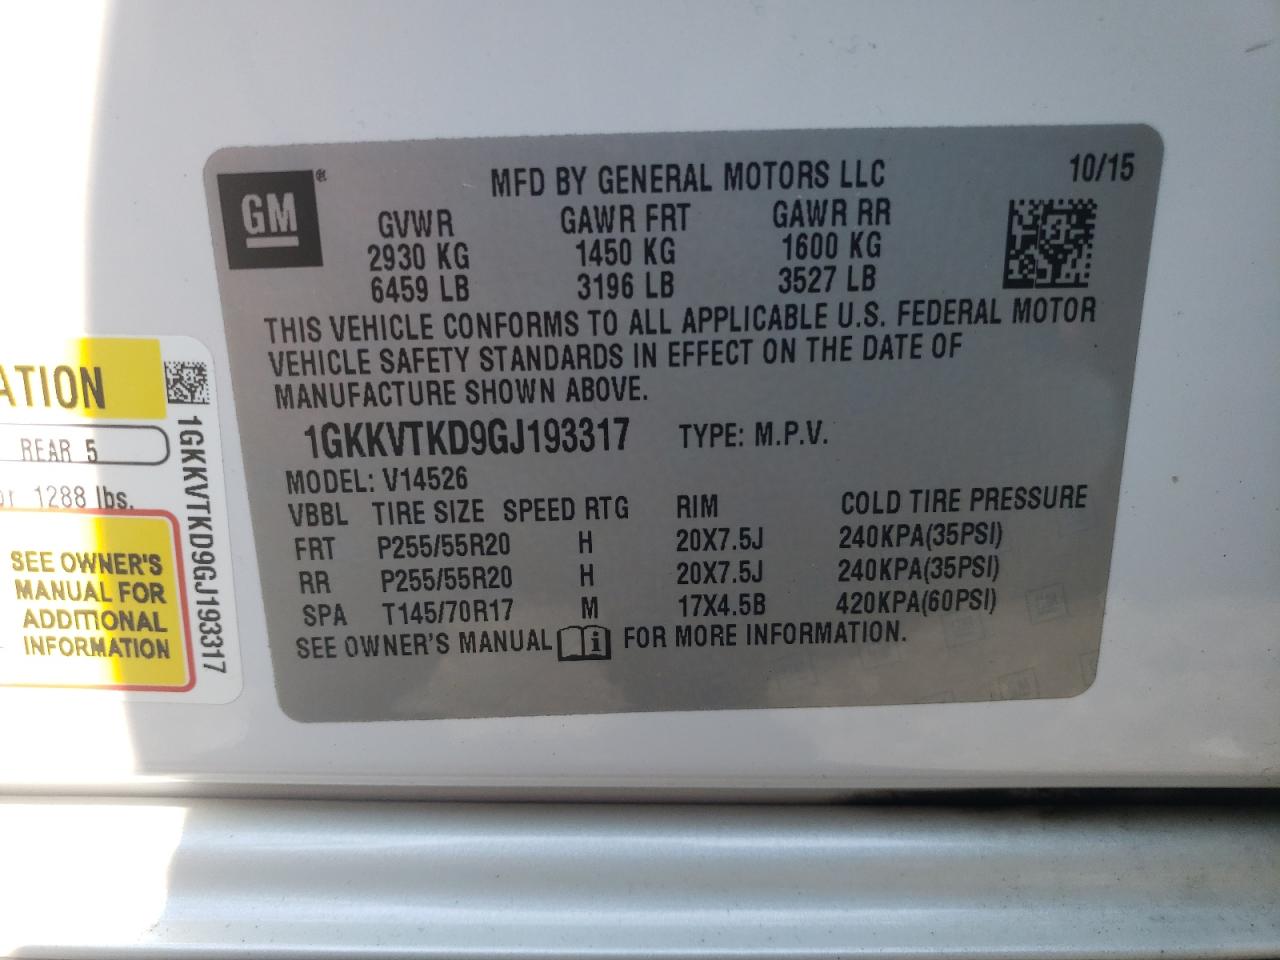 GM ®
MFD BY GENERAL MOTORS LLC 10/15
GVWR GAWR FRT GAWR RR
2930 KG 1450 KG 1600 KG
6459 LB 3196 LB 3527 LB
THIS VEHICLE CONFORMS TO ALL APPLICABLE U.S. FEDERAL MOTOR
VEHICLE SAFETY STANDARDS IN EFFECT ON THE DATE OF
MANUFACTURE SHOWN ABOVE.
1GKKVTKD9GJ193317 TYPE: M.P.V.
MODEL: V14526
VBBL TIRE SIZE SPEED RTG RIM COLD TIRE PRESSURE
FRT P255/55R20 H 20X7.5J 240KPA(35PSI)
RR P255/55R20 H 20X7.5J 240KPA(35PSI)
SPA T145/70R17 M 17X4.5B 420KPA(60PSI)
SEE OWNER'S MANUAL i FOR MORE INFORMATION.
ATION
REAR 5
or 1288 lbs.
SEE OWNER'S
MANUAL FOR
ADDITIONAL
INFORMATION
1GKKVTKD9GJ193317